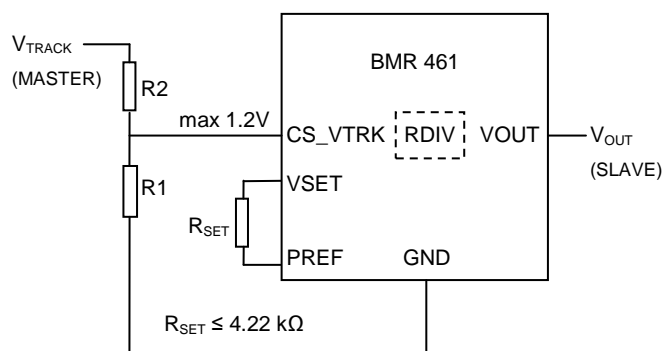 VTRACK
(MASTER)
R2
BMR 461
max 1.2V
CS_VTRK
RDIV
VOUT
VOUT
(SLAVE)
R1
VSET
RSET
PREF
GND
RSET ≤ 4.22 kΩ